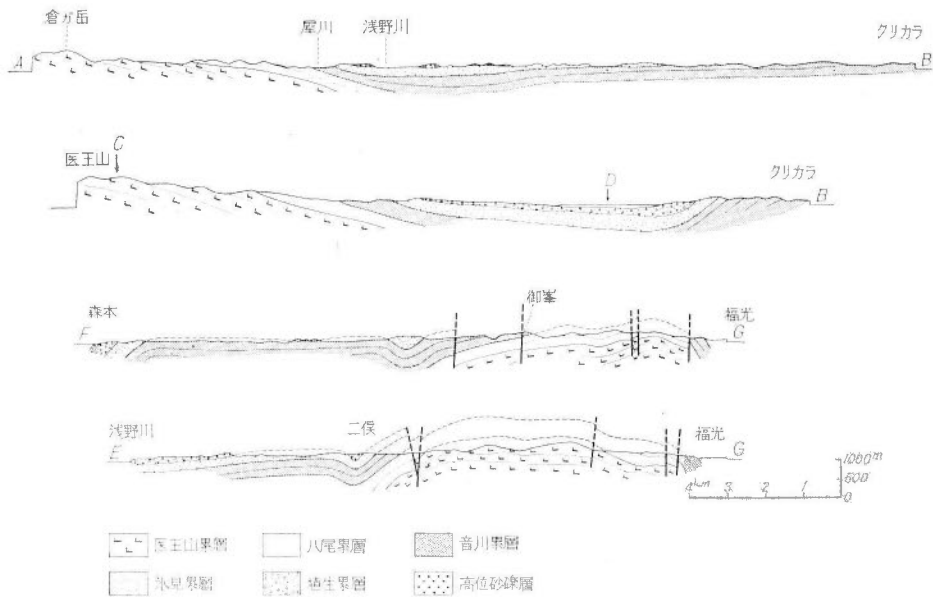 倉が岳 犀川 浅野川 クリカラ
A B
医王山 C D クリカラ
B
森本 御峯 福光
F G
浅野川 二俣 福光
E G
1000m
500
0
4km 3 2 1
医王山累層 八尾累層 音川累層
氷見累層 埴生累層 高位砂礫層